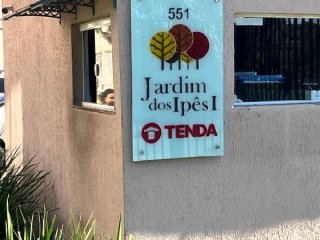 551
Jardim
dos Ipês I
TENDA